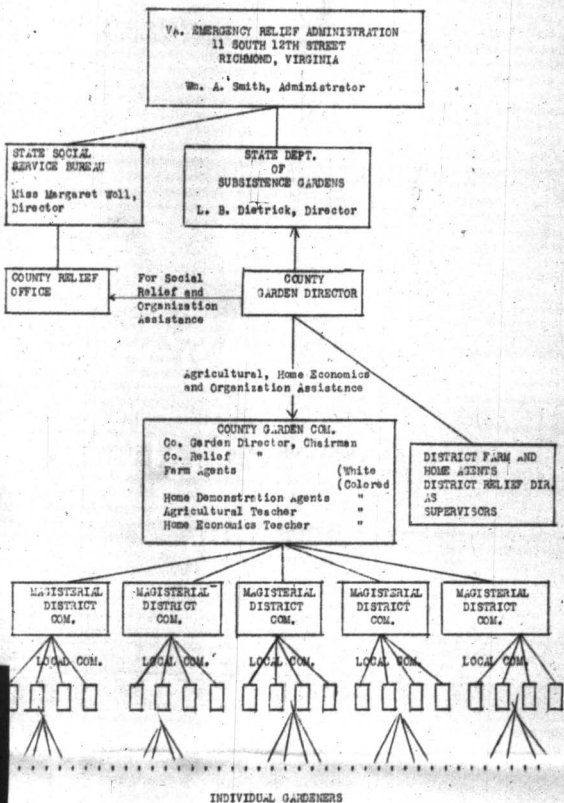 VA. EMERGENCY RELIEF ADMINISTRATION
11 SOUTH 12TH STREET
RICHMOND, VIRGINIA
Wm. A. Smith, Administrator
STATE SOCIAL
SERVICE BUREAU
Miss Margaret Woll,
Director
STATE DEPT.
OF
SUBSISTENCE GARDENS
L. B. Dietrick, Director
COUNTY RELIEF
OFFICE
For Social
Relief and
Organization
Assistance
COUNTY
GARDEN DIRECTOR
Agricultural, Home Economics
and Organization Assistance
COUNTY GARDEN COM.
Co. Garden Director, Chairman
Co. Relief "
Farm Agents (White
(Colored
Home Demonstration Agents "
Agricultural Teacher "
Home Economics Teacher "
DISTRICT FARM AND
HOME AGENTS
DISTRICT RELIEF DIR.
AS
SUPERVISORS
MAGISTERIAL
DISTRICT
COM.
MAGISTERIAL
DISTRICT
COM.
MAGISTERIAL
DISTRICT
COM.
MAGISTERIAL
DISTRICT
COM.
MAGISTERIAL
DISTRICT
COM.
LOCAL COM.
LOCAL COM.
LOCAL COM.
LOCAL COM.
LOCAL COM.
INDIVIDUAL GARDENERS